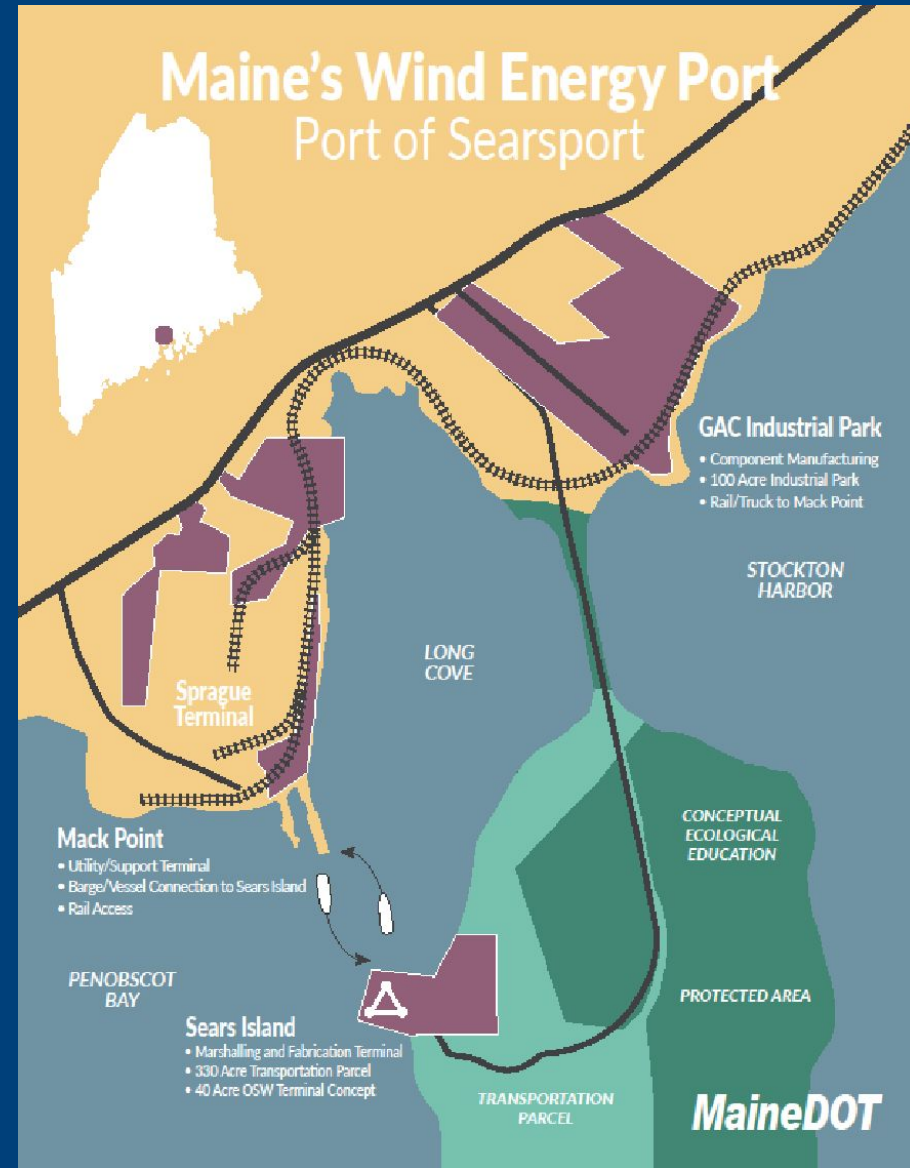 Maine's Wind Energy Port
Port of Searsport
GAC Industrial Park
• Component Manufacturing
• 100 Acre Industrial Park
• Rail/Truck to Mack Point
STOCKTON
HARBOR
LONG
COVE
Sprague
Terminal
CONCEPTUAL
ECOLOGICAL
EDUCATION
Mack Point
• Utility/Support Terminal
• Barge/Vessel Connection to Sears Island
• Rail Access
PENOBSCOT
BAY
PROTECTED AREA
Sears Island
• Marshalling and Fabrication Terminal
• 330 Acre Transportation Parcel
• 40 Acre OSW Terminal Concept
TRANSPORTATION
PARCEL
MaineDOT